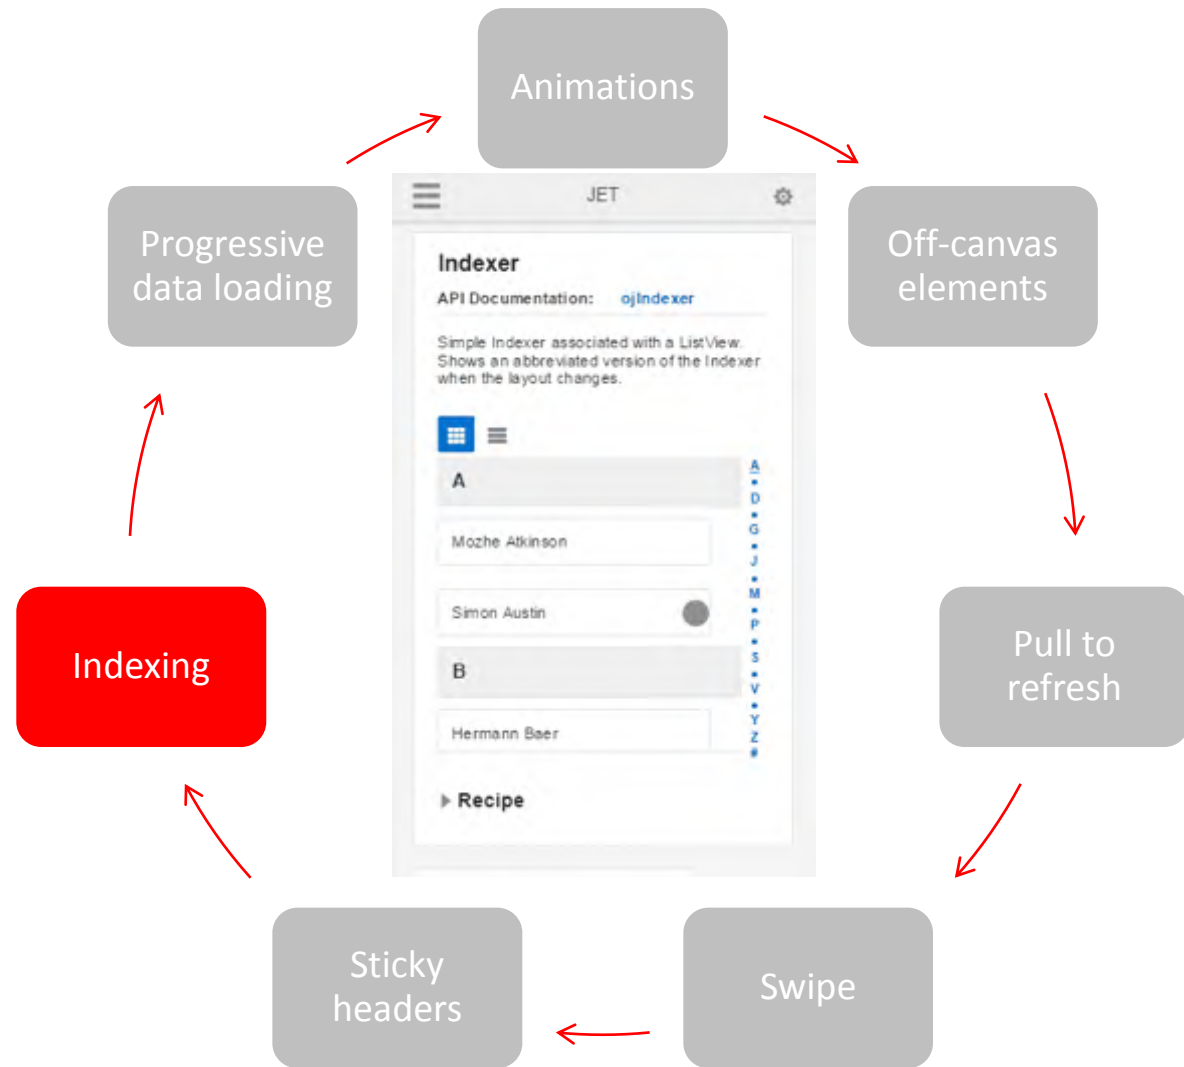 Animations
Progressive
data loading
Off-canvas
elements
JET
Indexer
API Documentation: ojIndexer
Simple Indexer associated with a ListView.
Shows an abbreviated version of the Indexer
when the layout changes.
A
Mozhe Atkinson
Simon Austin
B
Hermann Baer
A
D
G
J
M
P
S
V
Y
Z
#
Recipe
Indexing
Pull to
refresh
Sticky
headers
Swipe